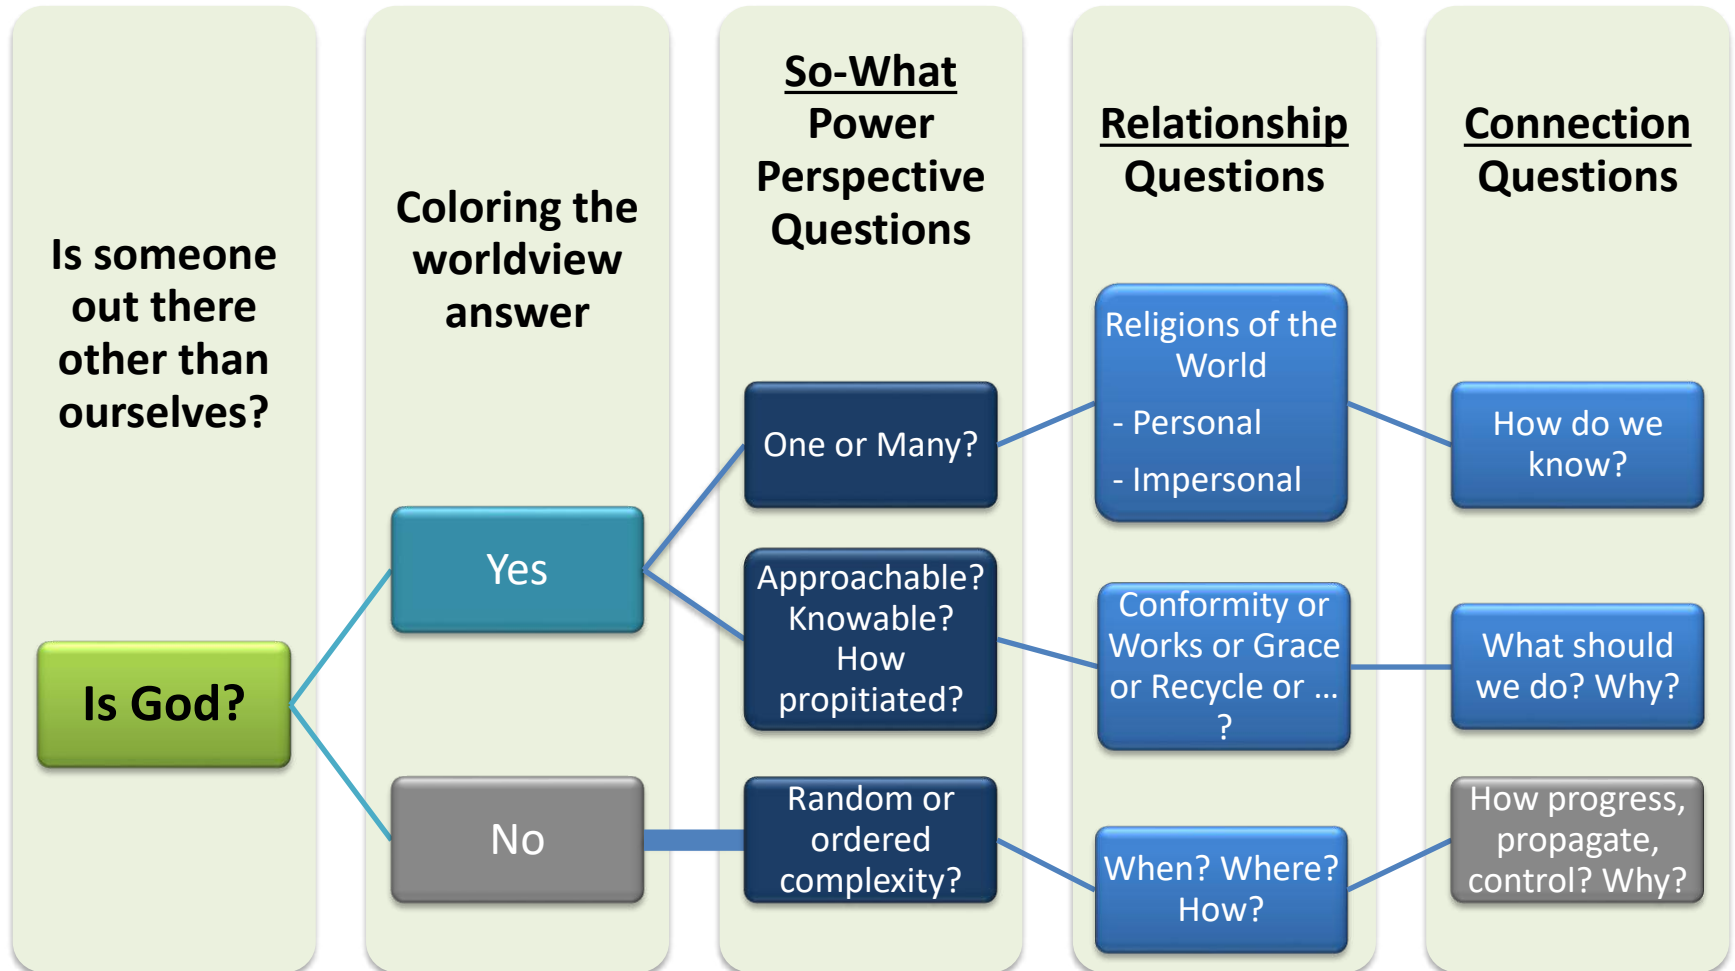 Is someone
out there
other than
ourselves?
Is God?
Coloring the
worldview
answer
Yes
No
So-What
Power
Perspective
Questions
One or Many?
Approachable?
Knowable?
How
propitiated?
Random or
ordered
complexity?
Relationship
Questions
Religions of the
World
- Personal
- Impersonal
Conformity or
Works or Grace
or Recycle or ...
?
When? Where?
How?
Connection
Questions
How do we
know?
What should
we do? Why?
How progress,
propagate,
control? Why?